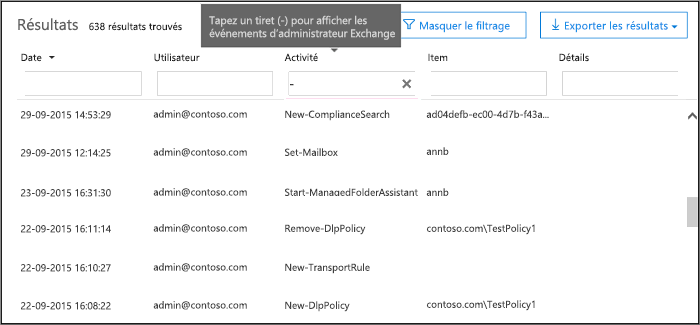 Résultats 638 résultats trouvés
Tapez un tiret (-) pour afficher les
événements d'administrateur Exchange
Masquer le filtrage
Exporter les résultats
Date Utilisateur Activité Item Détails
-
29-09-2015 14:53:29 admin@contoso.com New-ComplianceSearch ad04defb-ec00-4d7b-f43a...
29-09-2015 12:14:25 admin@contoso.com Set-Mailbox annb
23-09-2015 16:31:30 admin@contoso.com Start-ManagedFolderAssistant annb
22-09-2015 16:11:14 admin@contoso.com Remove-DlpPolicy contoso.com\TestPolicy1
22-09-2015 16:10:27 admin@contoso.com New-TransportRule
22-09-2015 16:08:22 admin@contoso.com New-DlpPolicy contoso.com\TestPolicy1